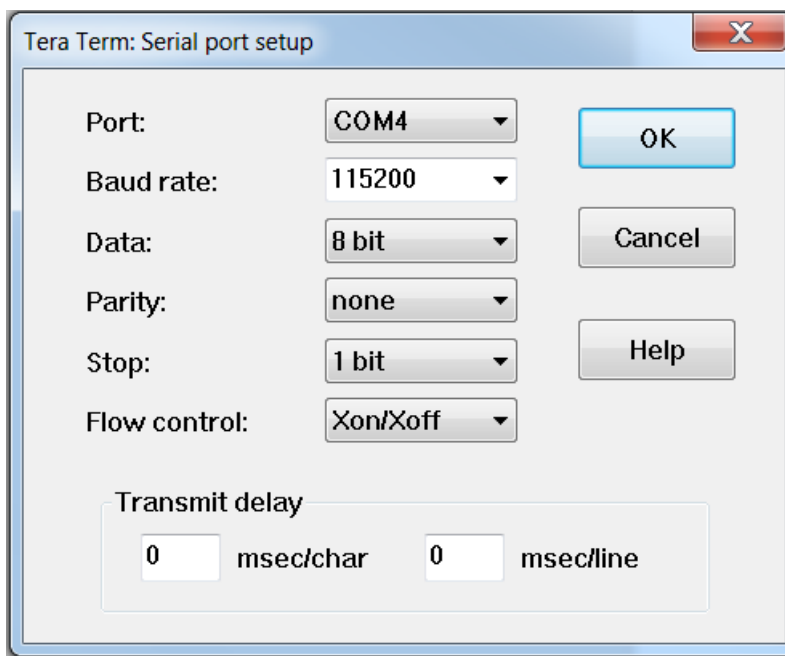 Tera Term: Serial port setup
Port: COM4 OK
Baud rate: 115200
Data: 8 bit Cancel
Parity: none
Stop: 1 bit Help
Flow control: Xon/Xoff
Transmit delay
0 msec/char 0 msec/line